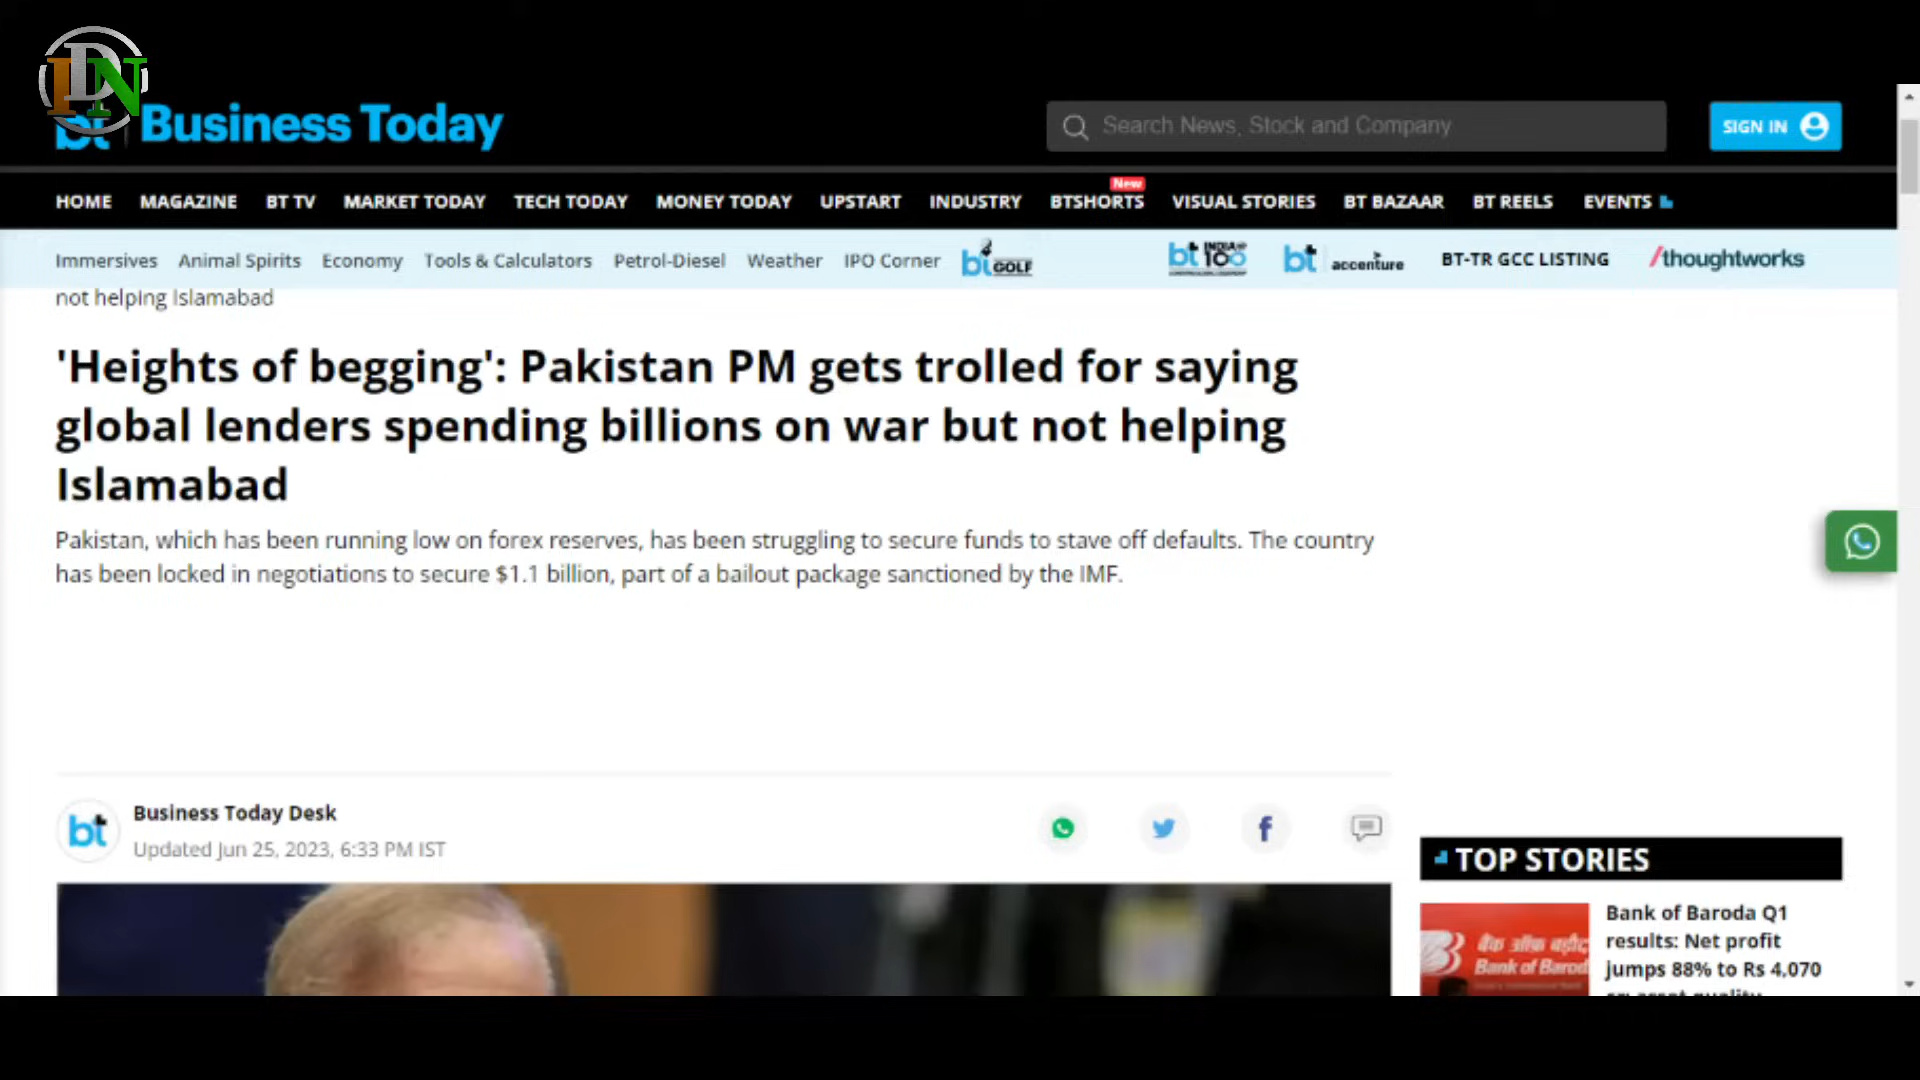 IDN
bt Business Today
Search News, Stock and Company
SIGN IN
New
HOME MAGAZINE BT TV MARKET TODAY TECH TODAY MONEY TODAY UPSTART INDUSTRY BTSHORTS VISUAL STORIES BT BAZAAR BT REELS EVENTS
Immersives Animal Spirits Economy Tools & Calculators Petrol-Diesel Weather IPO Corner bt GOLF bt INDIA@ 100 bt accenture BT-TR GCC LISTING /thoughtworks
not helping Islamabad
'Heights of begging': Pakistan PM gets trolled for saying
global lenders spending billions on war but not helping
Islamabad
Pakistan, which has been running low on forex reserves, has been struggling to secure funds to stave off defaults. The country
has been locked in negotiations to secure $1.1 billion, part of a bailout package sanctioned by the IMF.
bt
Business Today Desk
Updated Jun 25, 2023, 6:33 PM IST
TOP STORIES
Bank of Baroda Q1
results: Net profit
jumps 88% to Rs 4,070
बैंक ऑफ़ बड़ौद
Bank of Barod